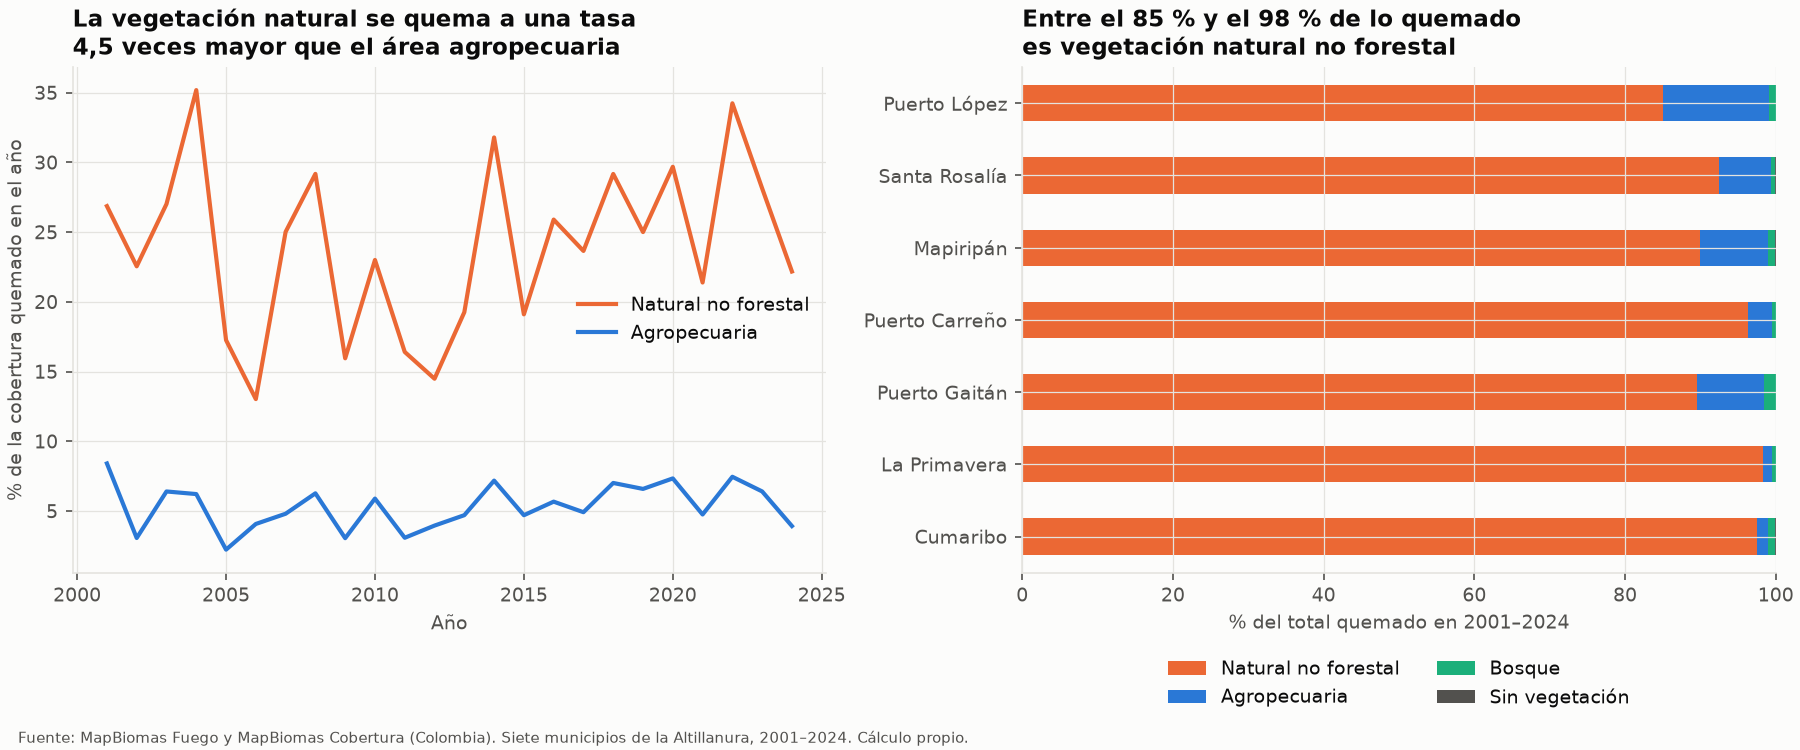 La vegetación natural se quema a una tasa
4,5 veces mayor que el área agropecuaria
% de la cobertura quemado en el año
35
30
25
20
15
10
5
Natural no forestal
Agropecuaria
2000
2005
2010
2015
2020
2025
Año
Entre el 85 % y el 98 % de lo quemado
es vegetación natural no forestal
Puerto López
Santa Rosalía
Mapiripán
Puerto Carreño
Puerto Gaitán
La Primavera
Cumaribo
0
20
40
60
80
100
% del total quemado en 2001–2024
Natural no forestal
Agropecuaria
Bosque
Sin vegetación
Fuente: MapBiomas Fuego y MapBiomas Cobertura (Colombia). Siete municipios de la Altillanura, 2001–2024. Cálculo propio.